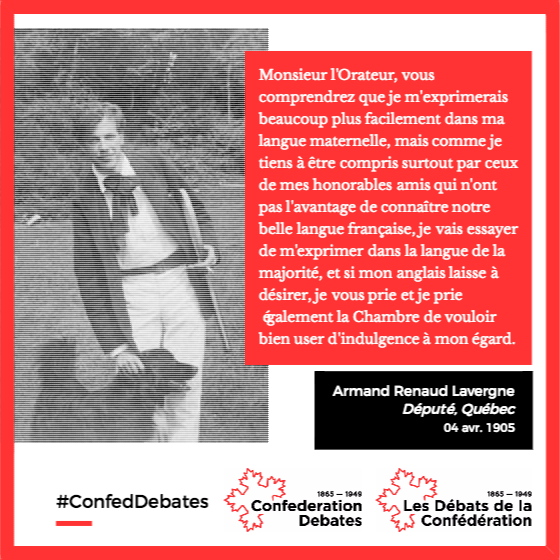 Monsieur l'Orateur, vous
comprendrez que je m'exprimerais
beaucoup plus facilement dans ma
langue maternelle, mais comme je
tiens à être compris surtout par ceux
de mes honorables amis qui n'ont
pas l'avantage de connaître notre
belle langue française, je vais essayer
de m'exprimer dans la langue de la
majorité, et si mon anglais laisse à
désirer, je vous prie et je prie
également la Chambre de vouloir
bien user d'indulgence à mon égard.
Armand Renaud Lavergne
Député, Québec
04 avr. 1905
#ConfedDebates
1865 — 1949
Confederation
Debates
1865 — 1949
Les Débats de la
Confédération